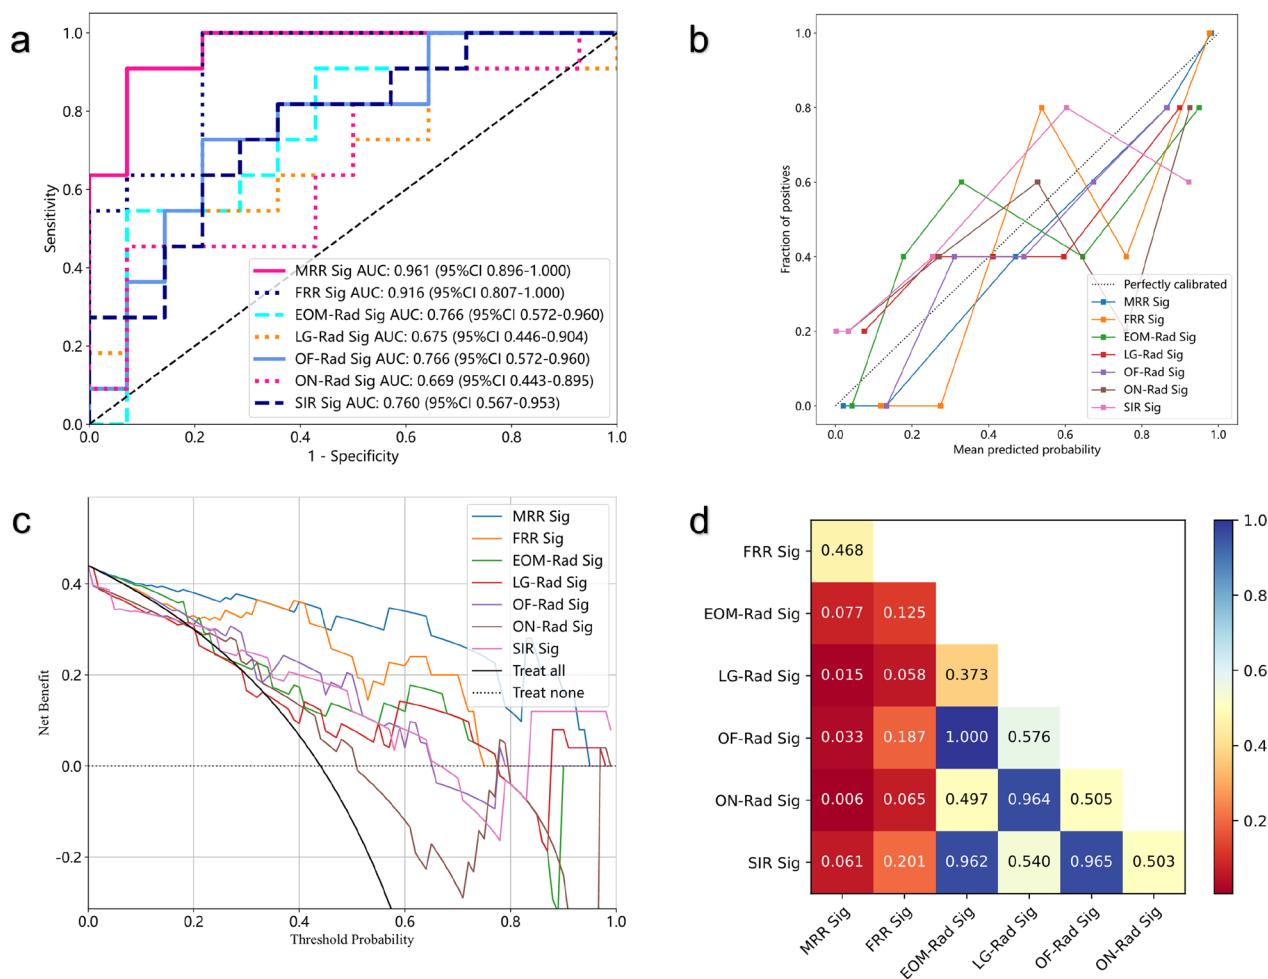 a
1.0
0.8
0.6
0.4
0.2
0.0
Sensitivity
0.0 0.2 0.4 0.6 0.8 1.0
1 - Specificity
MRR Sig AUC: 0.961 (95%CI 0.896-1.000)
FRR Sig AUC: 0.916 (95%CI 0.807-1.000)
EOM-Rad Sig AUC: 0.766 (95%CI 0.572-0.960)
LG-Rad Sig AUC: 0.675 (95%CI 0.446-0.904)
OF-Rad Sig AUC: 0.766 (95%CI 0.572-0.960)
ON-Rad Sig AUC: 0.669 (95%CI 0.443-0.895)
SIR Sig AUC: 0.760 (95%CI 0.567-0.953)
b
1.0
0.8
0.6
0.4
0.2
0.0
Fraction of positives
0.0 0.2 0.4 0.6 0.8 1.0
Mean predicted probability
Perfectly calibrated
MRR Sig
FRR Sig
EOM-Rad Sig
LG-Rad Sig
OF-Rad Sig
ON-Rad Sig
SIR Sig
c
0.4
0.2
0.0
-0.2
Net Benefit
0.0 0.2 0.4 0.6 0.8 1.0
Threshold Probability
MRR Sig
FRR Sig
EOM-Rad Sig
LG-Rad Sig
OF-Rad Sig
ON-Rad Sig
SIR Sig
Treat all
Treat none
d
FRR Sig 0.468
EOM-Rad Sig 0.077 0.125
LG-Rad Sig 0.015 0.058 0.373
OF-Rad Sig 0.033 0.187 1.000 0.576
ON-Rad Sig 0.006 0.065 0.497 0.964 0.505
SIR Sig 0.061 0.201 0.962 0.540 0.965 0.503
MRR Sig FRR Sig EOM-Rad Sig LG-Rad Sig OF-Rad Sig ON-Rad Sig
1.0
0.8
0.6
0.4
0.2